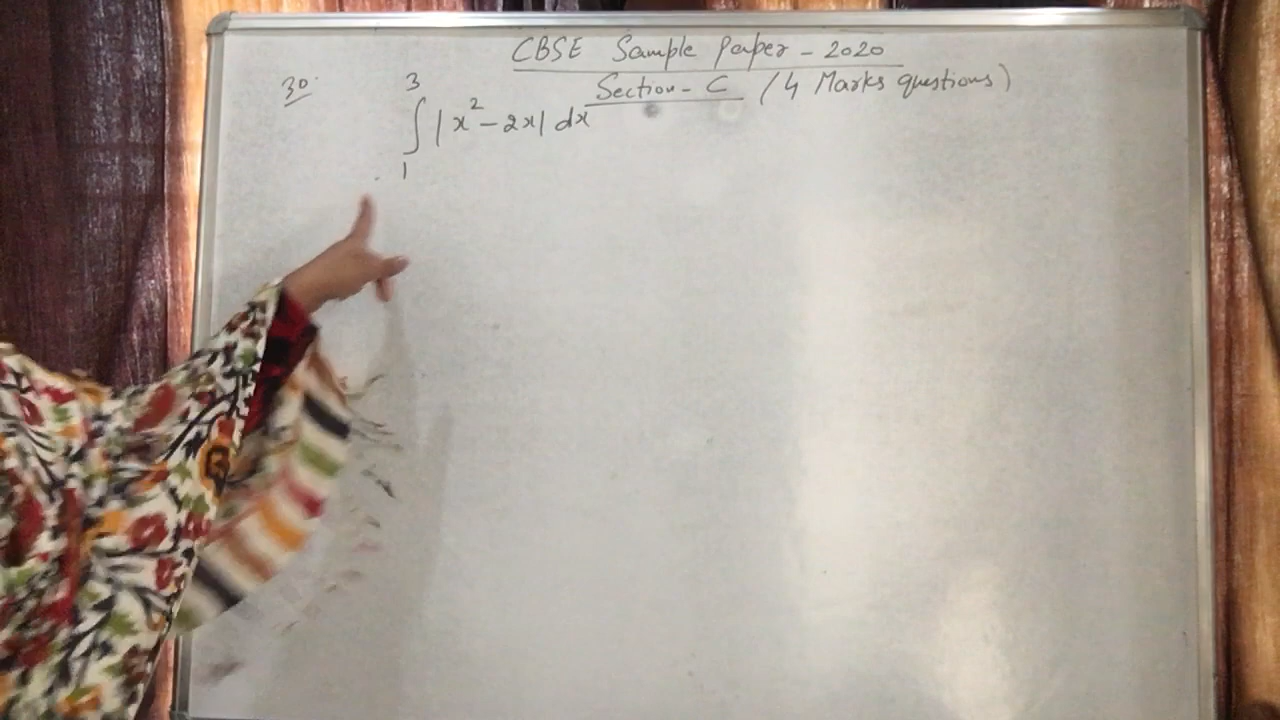 CBSE Sample Paper - 2020
Section - C (4 Marks questions)
30.
∫₁³ |x² - 2x| dx